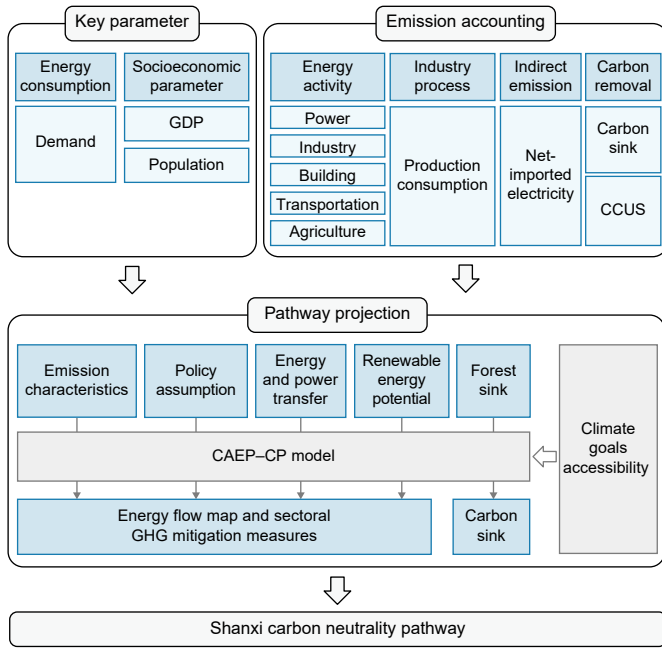 Key parameter
Emission accounting
Energy
consumption
Socioeconomic
parameter
Demand
GDP
Population
Energy
activity
Industry
process
Indirect
emission
Carbon
removal
Power
Industry
Building
Transportation
Agriculture
Production
consumption
Net-
imported
electricity
Carbon
sink
CCUS
Pathway projection
Emission
characteristics
Policy
assumption
Energy
and power
transfer
Renewable
energy
potential
Forest
sink
CAEP–CP model
Climate
goals
accessibility
Energy flow map and sectoral
GHG mitigation measures
Carbon
sink
Shanxi carbon neutrality pathway